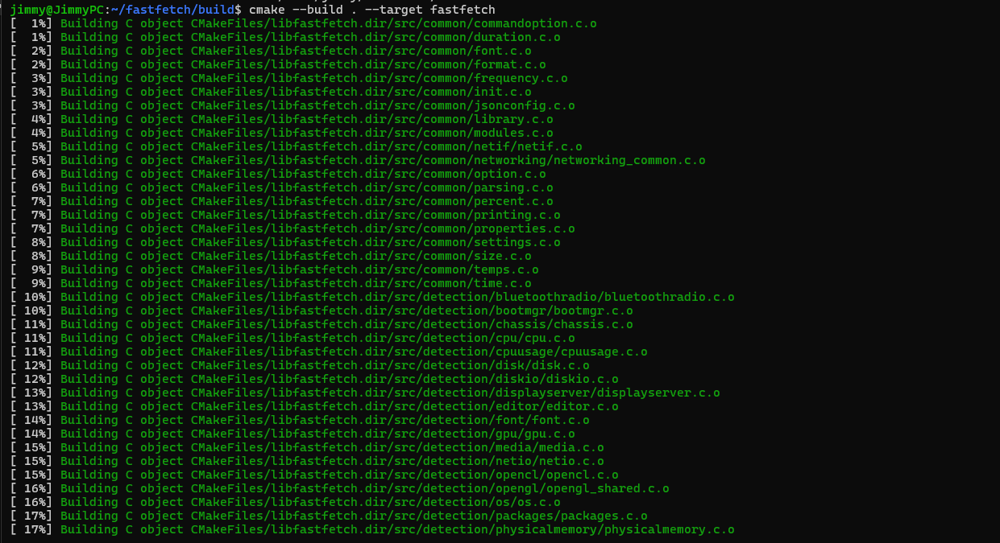 jimmy@JimmyPC:~/fastfetch/build$ cmake --build . --target fastfetch
[  1%] Building C object CMakeFiles/libfastfetch.dir/src/common/commandoption.c.o
[  1%] Building C object CMakeFiles/libfastfetch.dir/src/common/duration.c.o
[  2%] Building C object CMakeFiles/libfastfetch.dir/src/common/font.c.o
[  2%] Building C object CMakeFiles/libfastfetch.dir/src/common/format.c.o
[  3%] Building C object CMakeFiles/libfastfetch.dir/src/common/frequency.c.o
[  3%] Building C object CMakeFiles/libfastfetch.dir/src/common/init.c.o
[  3%] Building C object CMakeFiles/libfastfetch.dir/src/common/jsonconfig.c.o
[  4%] Building C object CMakeFiles/libfastfetch.dir/src/common/library.c.o
[  4%] Building C object CMakeFiles/libfastfetch.dir/src/common/modules.c.o
[  5%] Building C object CMakeFiles/libfastfetch.dir/src/common/netif/netif.c.o
[  5%] Building C object CMakeFiles/libfastfetch.dir/src/common/networking/networking_common.c.o
[  6%] Building C object CMakeFiles/libfastfetch.dir/src/common/option.c.o
[  6%] Building C object CMakeFiles/libfastfetch.dir/src/common/parsing.c.o
[  7%] Building C object CMakeFiles/libfastfetch.dir/src/common/percent.c.o
[  7%] Building C object CMakeFiles/libfastfetch.dir/src/common/printing.c.o
[  7%] Building C object CMakeFiles/libfastfetch.dir/src/common/properties.c.o
[  8%] Building C object CMakeFiles/libfastfetch.dir/src/common/settings.c.o
[  8%] Building C object CMakeFiles/libfastfetch.dir/src/common/size.c.o
[  9%] Building C object CMakeFiles/libfastfetch.dir/src/common/temps.c.o
[  9%] Building C object CMakeFiles/libfastfetch.dir/src/common/time.c.o
[ 10%] Building C object CMakeFiles/libfastfetch.dir/src/detection/bluetoothradio/bluetoothradio.c.o
[ 10%] Building C object CMakeFiles/libfastfetch.dir/src/detection/bootmgr/bootmgr.c.o
[ 11%] Building C object CMakeFiles/libfastfetch.dir/src/detection/chassis/chassis.c.o
[ 11%] Building C object CMakeFiles/libfastfetch.dir/src/detection/cpu/cpu.c.o
[ 11%] Building C object CMakeFiles/libfastfetch.dir/src/detection/cpuusage/cpuusage.c.o
[ 12%] Building C object CMakeFiles/libfastfetch.dir/src/detection/disk/disk.c.o
[ 12%] Building C object CMakeFiles/libfastfetch.dir/src/detection/diskio/diskio.c.o
[ 13%] Building C object CMakeFiles/libfastfetch.dir/src/detection/displayserver/displayserver.c.o
[ 13%] Building C object CMakeFiles/libfastfetch.dir/src/detection/editor/editor.c.o
[ 14%] Building C object CMakeFiles/libfastfetch.dir/src/detection/font/font.c.o
[ 14%] Building C object CMakeFiles/libfastfetch.dir/src/detection/gpu/gpu.c.o
[ 15%] Building C object CMakeFiles/libfastfetch.dir/src/detection/media/media.c.o
[ 15%] Building C object CMakeFiles/libfastfetch.dir/src/detection/netio/netio.c.o
[ 15%] Building C object CMakeFiles/libfastfetch.dir/src/detection/opencl/opencl.c.o
[ 16%] Building C object CMakeFiles/libfastfetch.dir/src/detection/opengl/opengl_shared.c.o
[ 16%] Building C object CMakeFiles/libfastfetch.dir/src/detection/os/os.c.o
[ 17%] Building C object CMakeFiles/libfastfetch.dir/src/detection/packages/packages.c.o
[ 17%] Building C object CMakeFiles/libfastfetch.dir/src/detection/physicalmemory/physicalmemory.c.o